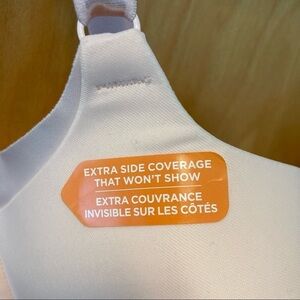 EXTRA SIDE COVERAGE
THAT WON'T SHOW
EXTRA COUVRANCE
INVISIBLE SUR LES CÔTÉS